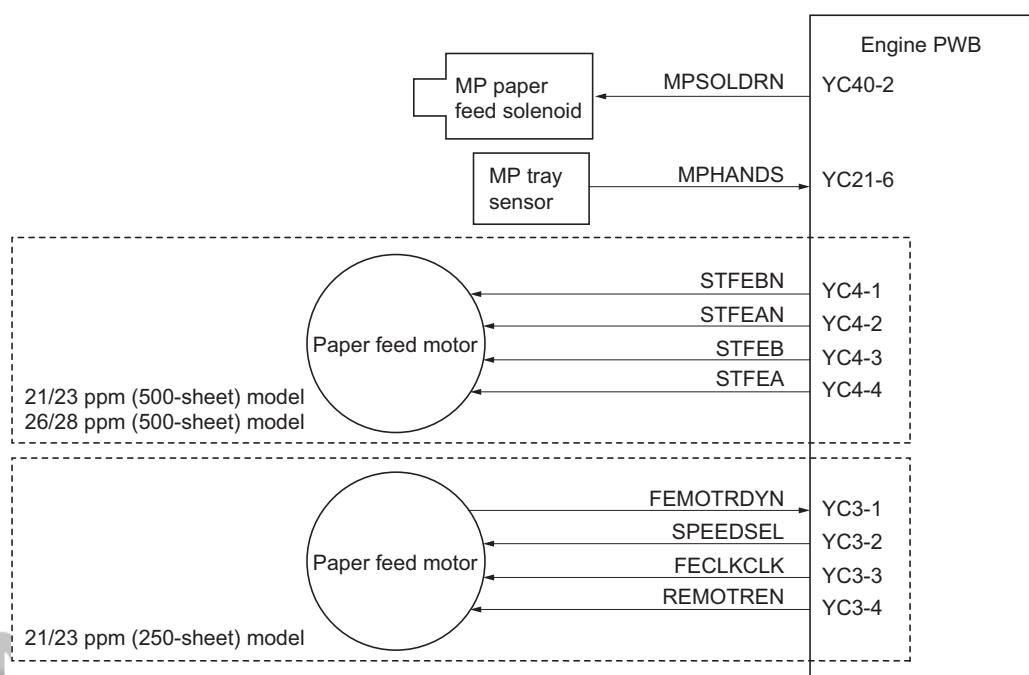 Engine PWB
MP paper
feed solenoid
MPSOLDRN
YC40-2
MP tray
sensor
MPHANDS
YC21-6
Paper feed motor
STFEBN
YC4-1
STFEAN
YC4-2
STFEB
YC4-3
STFEA
YC4-4
21/23 ppm (500-sheet) model
26/28 ppm (500-sheet) model
Paper feed motor
FEMOTRDYN
YC3-1
SPEEDSEL
YC3-2
FECLKCLK
YC3-3
REMOTREN
YC3-4
21/23 ppm (250-sheet) model